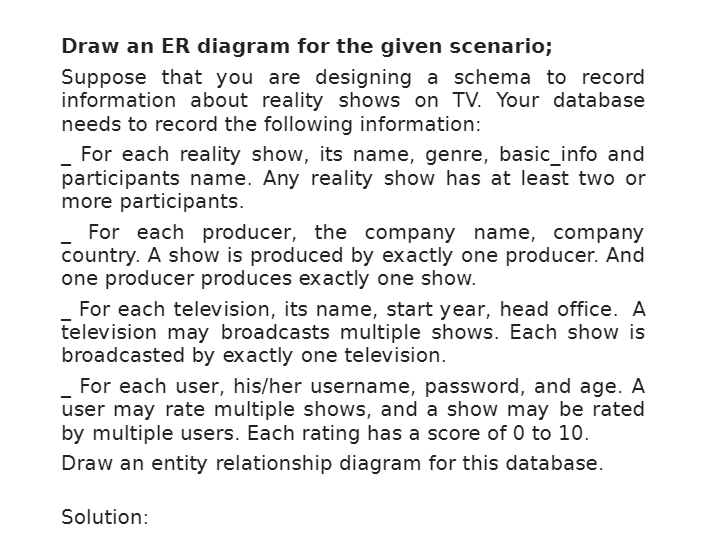 Draw an ER diagram for the given scenario;
Suppose that you are designing a schema to record
information about reality shows on TV. Your database
needs to record the following information:
_ For each reality show, its name, genre, basic_info and
participants name. Any reality show has at least two or
more participants.
_ For each producer, the company name, company
country. A show is produced by exactly one producer. And
one producer produces exactly one show.
_ For each television, its name, start year, head office.  A
television may broadcasts multiple shows. Each show is
broadcasted by exactly one television.
_ For each user, his/her username, password, and age. A
user may rate multiple shows, and a show may be rated
by multiple users. Each rating has a score of 0 to 10.
Draw an entity relationship diagram for this database.
Solution: